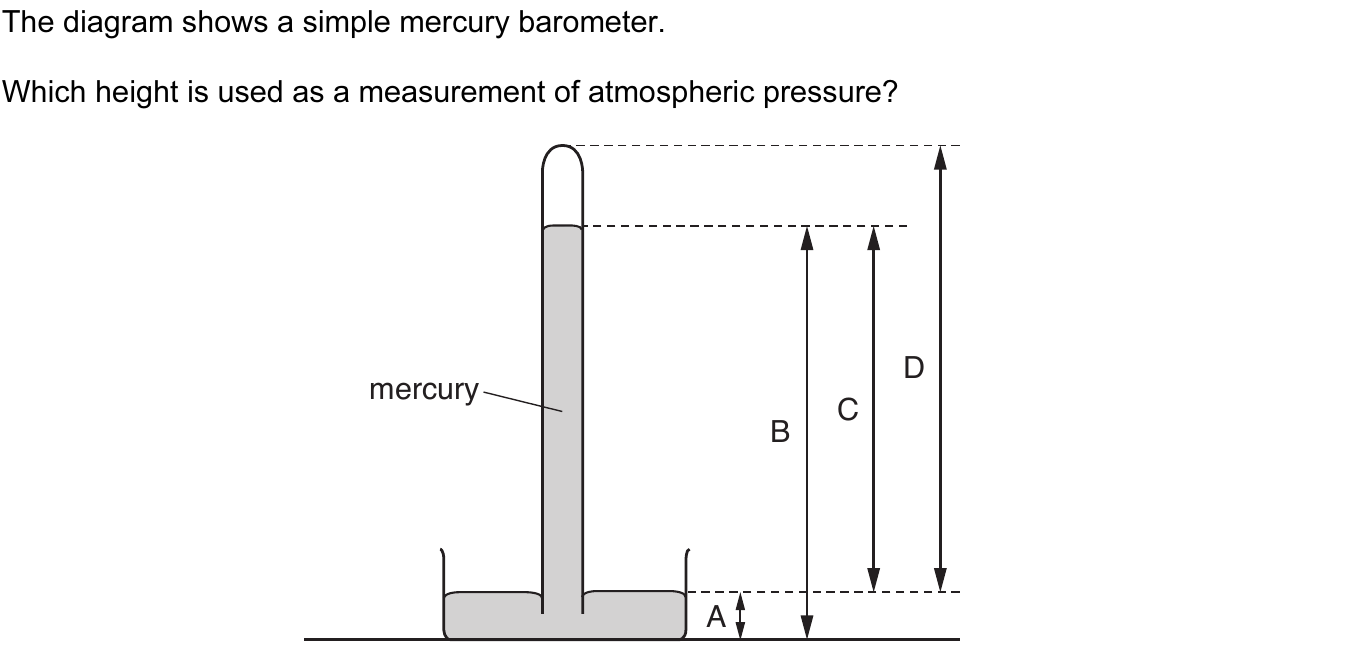 The diagram shows a simple mercury barometer.
Which height is used as a measurement of atmospheric pressure?
D
mercury
C
B
A